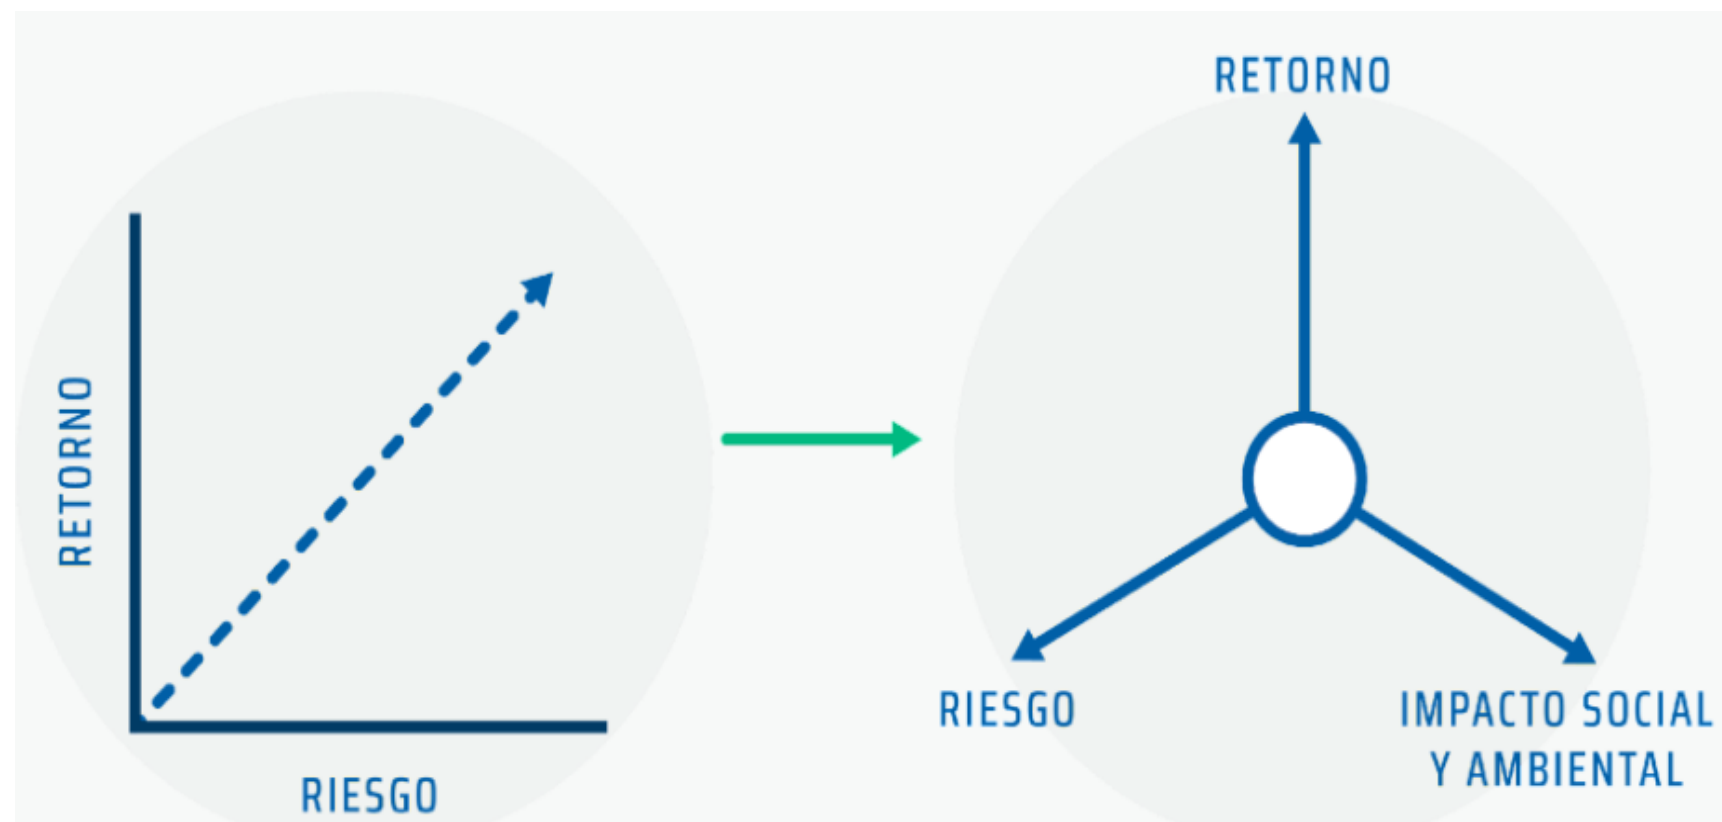 RETORNO
RIESGO
RETORNO
RIESGO
IMPACTO SOCIAL
Y AMBIENTAL